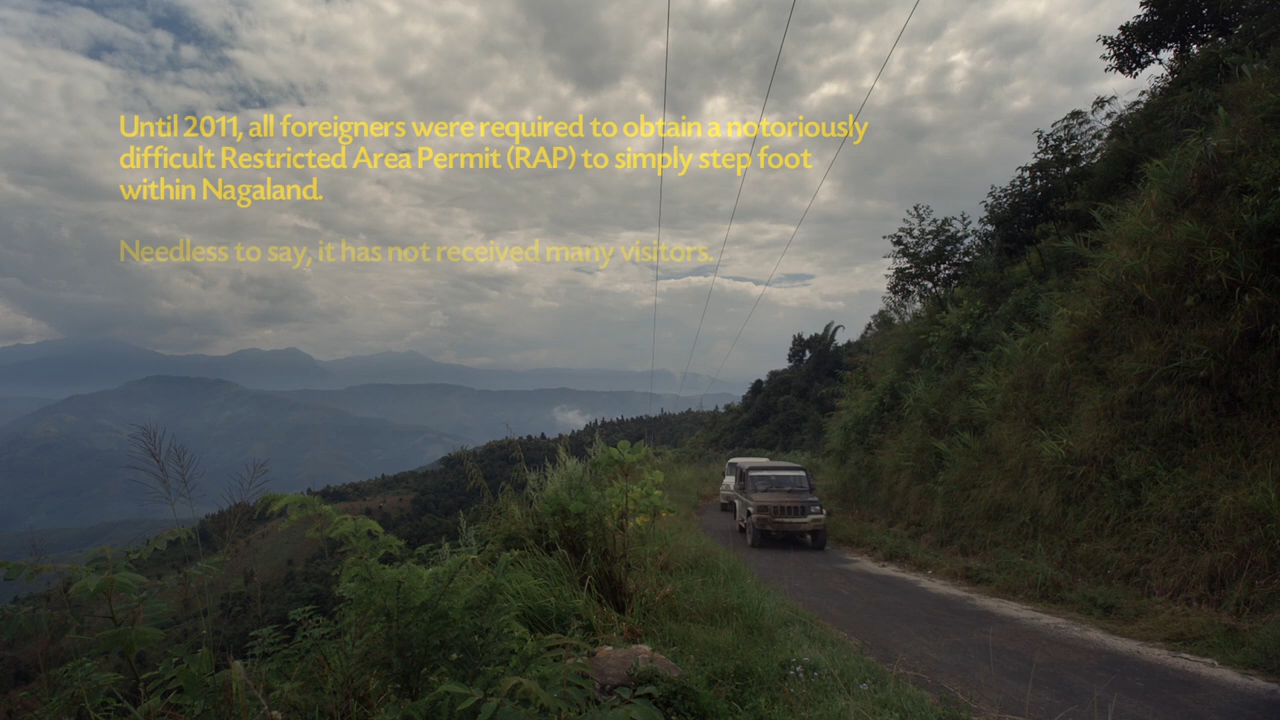 Until 2011, all foreigners were required to obtain a notoriously
difficult Restricted Area Permit (RAP) to simply step foot
within Nagaland.
Needless to say, it has not received many visitors.